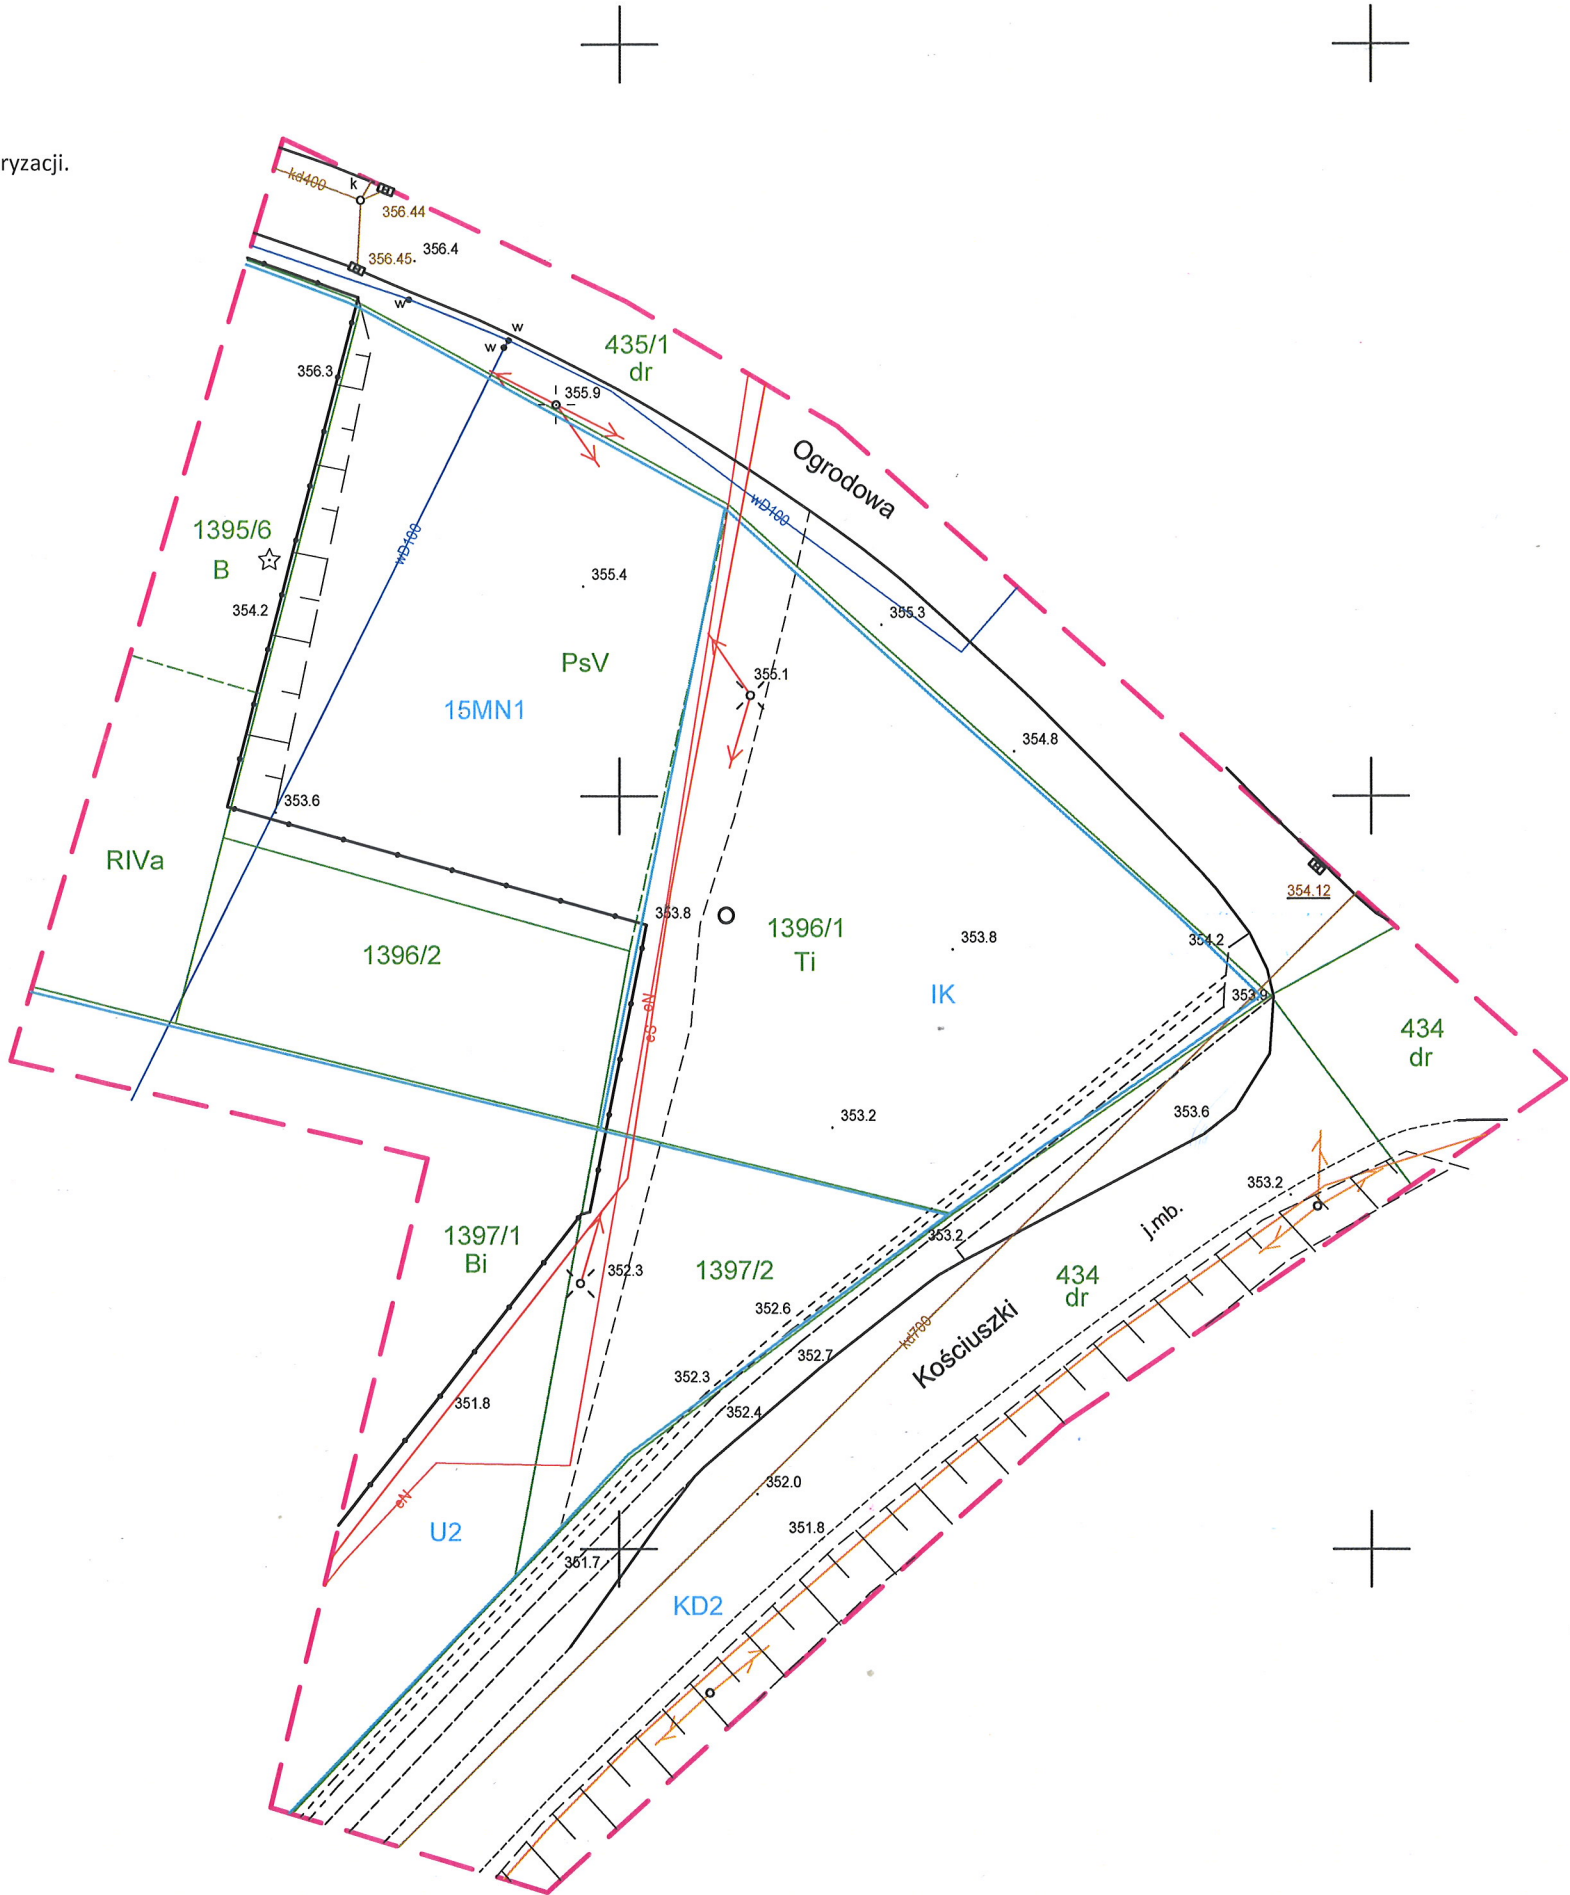 ryzacji.
kd400
k
356.44
356.45
356.4
w
w
w
435/1
dr
356.3
355.9
Ogrodowa
wD100
1395/6
B
wD100
355.4
355.3
354.2
PsV
355.1
15MN1
354.8
353.6
RIVa
354.12
353.8
1396/1
Ti
353.8
354.2
1396/2
IK
353.9
eN
eS
434
dr
353.2
353.6
353.2
j.mb.
1397/1
Bi
353.2
352.3
1397/2
434
dr
352.6
kd700
Kościuszki
352.7
352.3
351.8
352.4
352.0
eN
351.8
U2
351.7
KD2